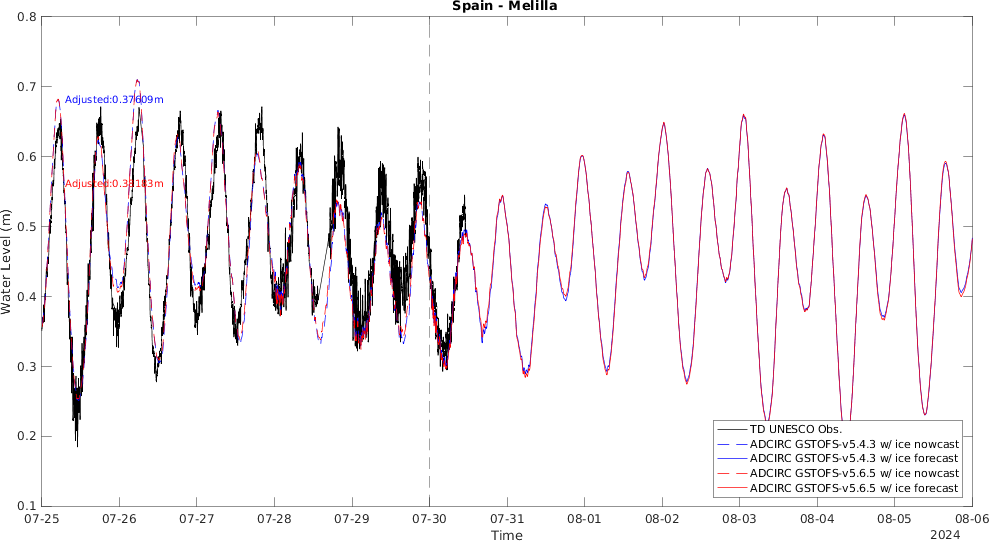 Spain - Melilla
Water Level (m)
0.8
0.7
0.6
0.5
0.4
0.3
0.2
0.1
Adjusted:0.37609m
Adjusted:0.38183m
TD UNESCO Obs.
ADCIRC GSTOFS-v5.4.3 w/ ice nowcast
ADCIRC GSTOFS-v5.4.3 w/ ice forecast
ADCIRC GSTOFS-v5.6.5 w/ ice nowcast
ADCIRC GSTOFS-v5.6.5 w/ ice forecast
07-25 07-26 07-27 07-28 07-29 07-30 07-31 08-01 08-02 08-03 08-04 08-05 08-06
Time
2024